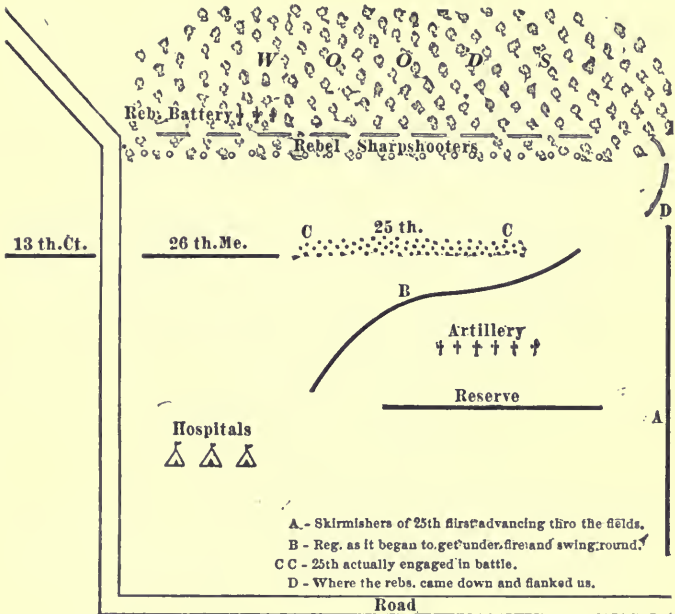 W O O D S
Reb. Battery
Rebel Sharpshooters
D
C 25 th. C
13 th. Ct. 26 th. Me.
B
Artillery
Reserve
A
Hospitals
A. - Skirmishers of 25th first advancing thro the fields.
B - Reg. as it began to get under fire and swing round.
C C - 25th actually engaged in battle.
D - Where the rebs. came down and flanked us.
Road